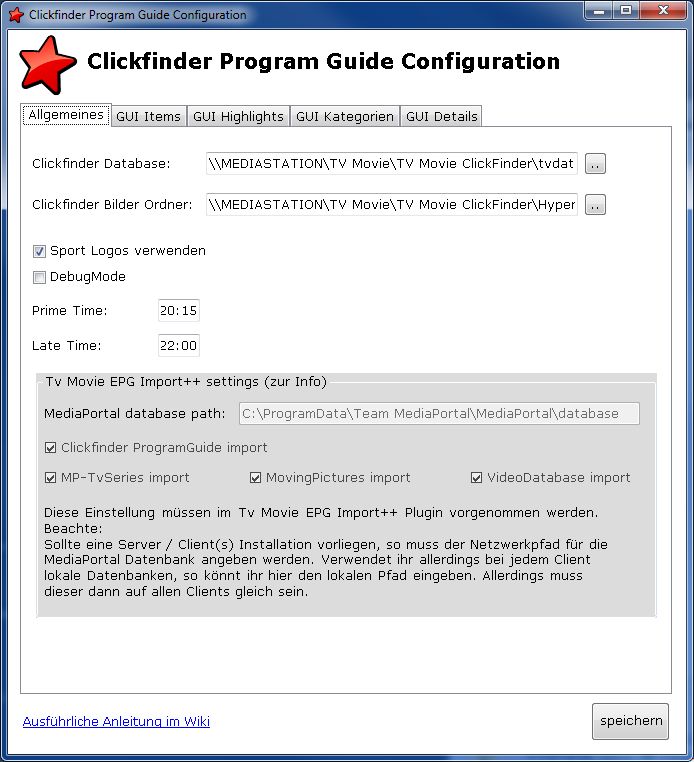 Clickfinder Program Guide Configuration
Clickfinder Program Guide Configuration
Allgemeines GUI Items GUI Highlights GUI Kategorien GUI Details
Clickfinder Database: \\MEDIASTATION\TV Movie\TV Movie ClickFinder\tvdat ..
Clickfinder Bilder Ordner: \\MEDIASTATION\TV Movie\TV Movie ClickFinder\Hyper ..
Sport Logos verwenden
DebugMode
Prime Time: 20:15
Late Time: 22:00
Tv Movie EPG Import++ settings (zur Info)
MediaPortal database path: C:\ProgramData\Team MediaPortal\MediaPortal\database
Clickfinder ProgramGuide import
MP-TvSeries import MovingPictures import VideoDatabase import
Diese Einstellung müssen im Tv Movie EPG Import++ Plugin vorgenommen werden.
Beachte:
Sollte eine Server / Client(s) Installation vorliegen, so muss der Netzwerkpfad für die
MediaPortal Datenbank angeben werden. Verwendet ihr allerdings bei jedem Client
lokale Datenbanken, so könnt ihr hier den lokalen Pfad eingeben. Allerdings muss
dieser dann auf allen Clients gleich sein.
Ausführliche Anleitung im Wiki
speichern